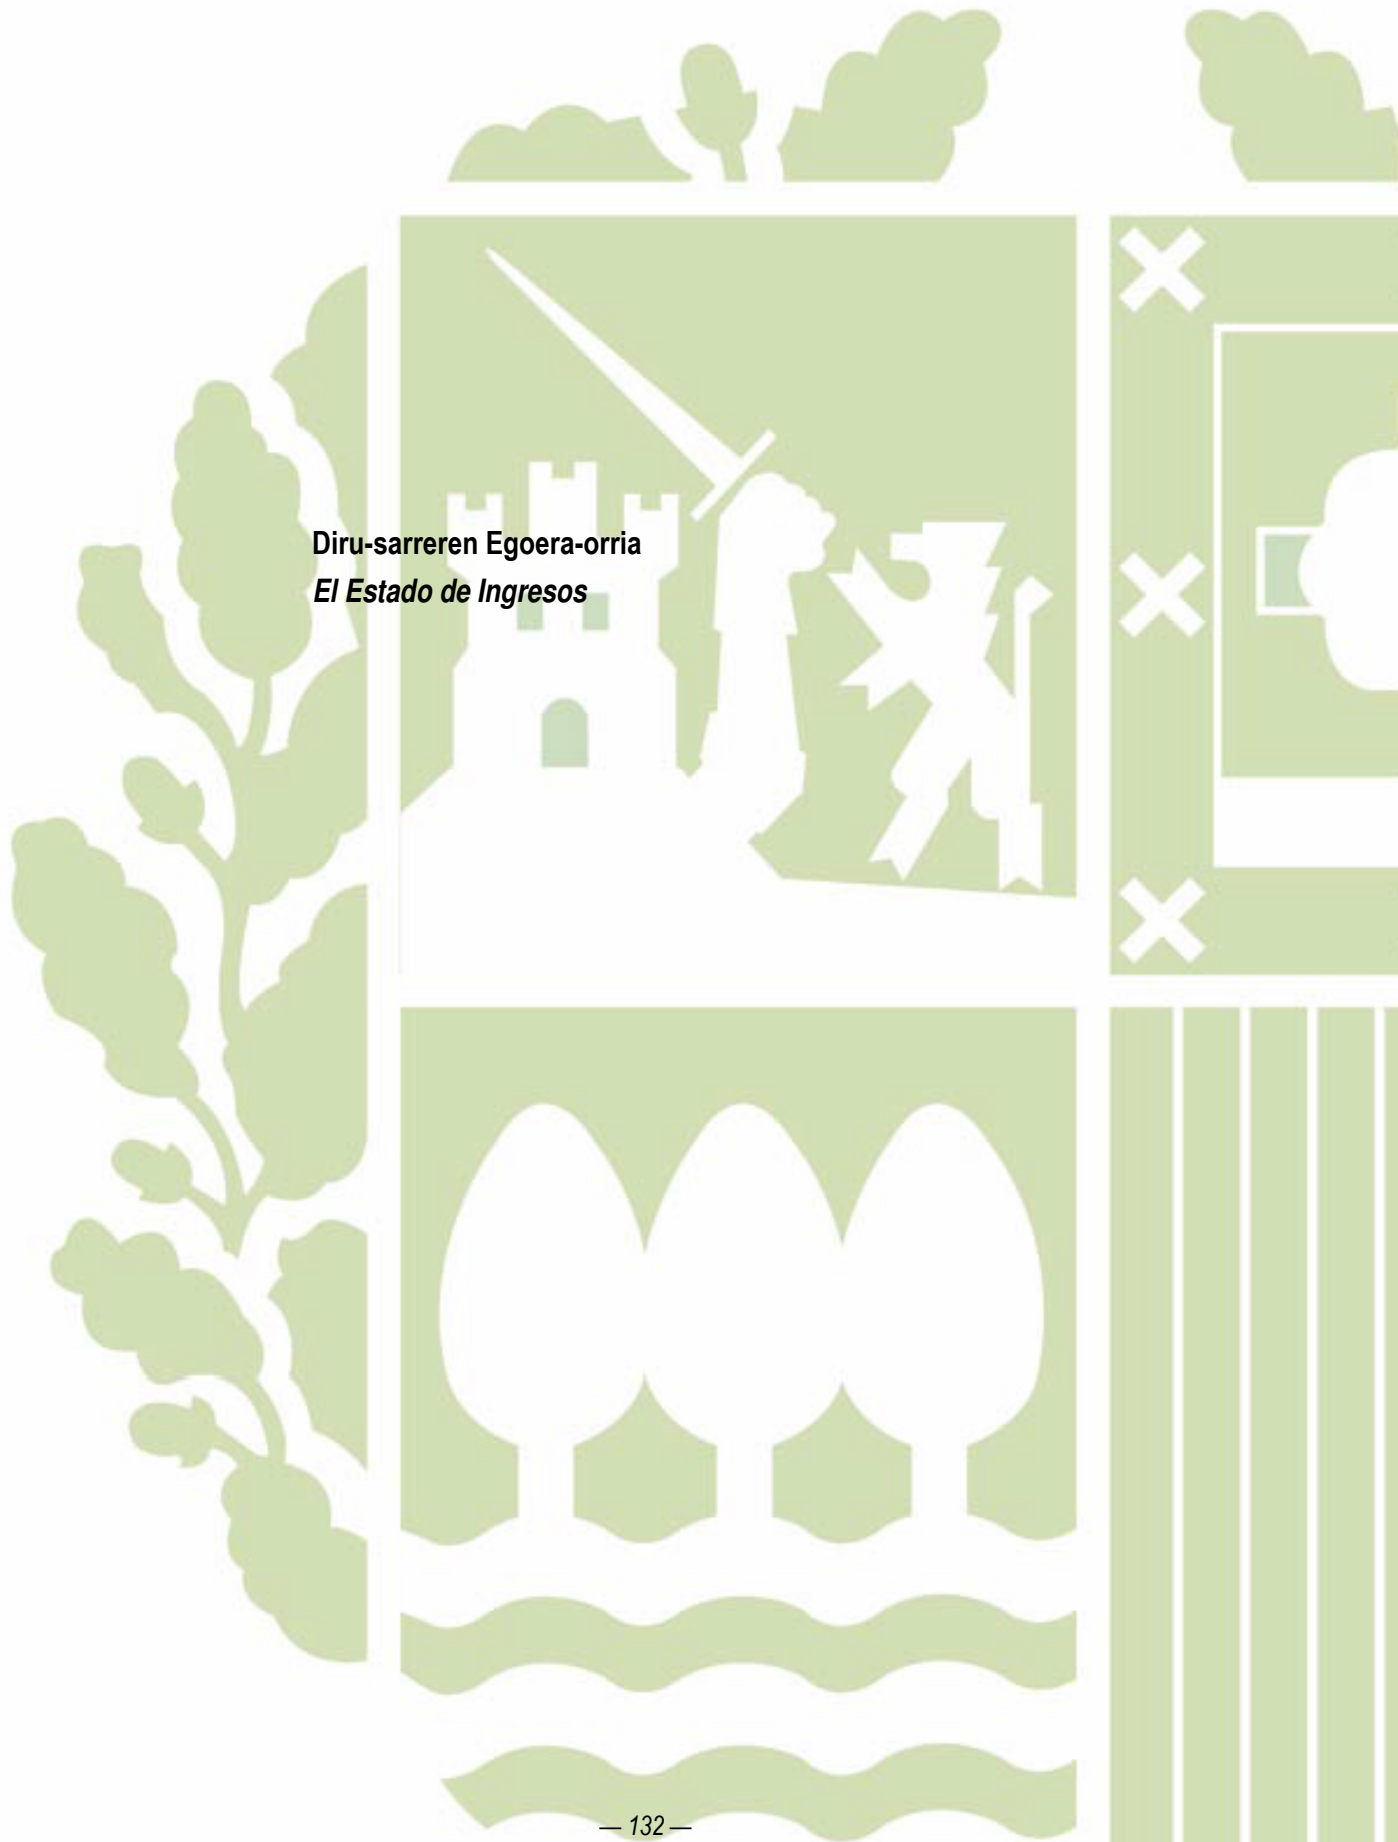 Diru-sarreren Egoera-orria
El Estado de Ingresos
— 132 —